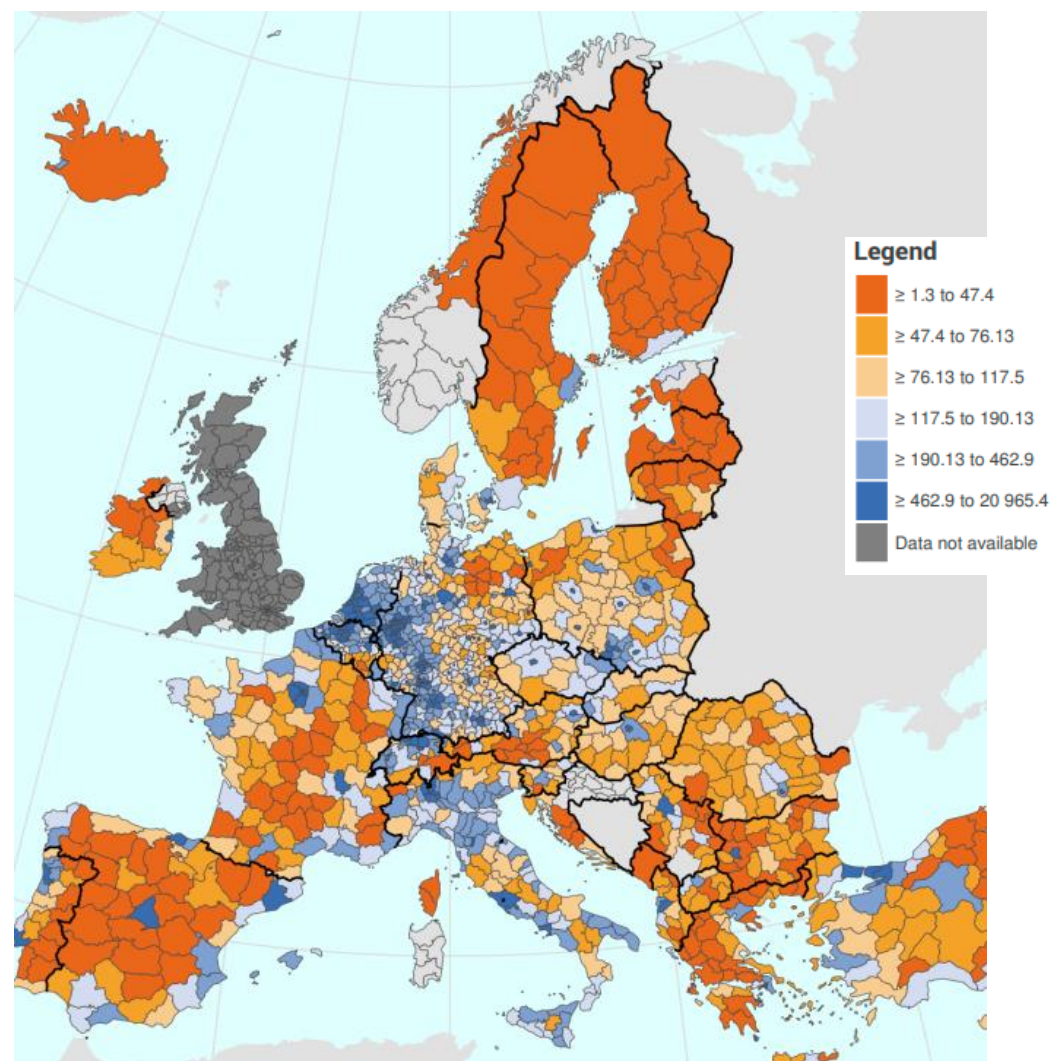 Legend
≥ 1.3 to 47.4
≥ 47.4 to 76.13
≥ 76.13 to 117.5
≥ 117.5 to 190.13
≥ 190.13 to 462.9
≥ 462.9 to 20 965.4
Data not available